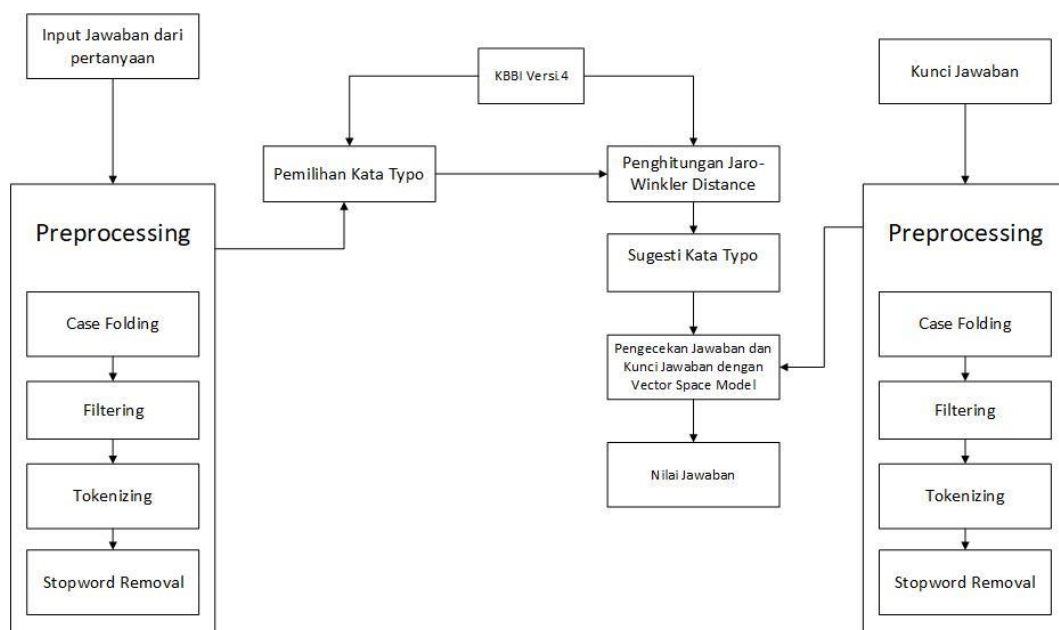 Input Jawaban dari
pertanyaan
KBBI Versi.4
Kunci Jawaban
Pemilihan Kata Typo
Penghitungan Jaro-
Winkler Distance
Preprocessing
Case Folding
Filtering
Tokenizing
Stopword Removal
Sugesti Kata Typo
Pengecekan Jawaban dan
Kunci Jawaban dengan
Vector Space Model
Nilai Jawaban
Preprocessing
Case Folding
Filtering
Tokenizing
Stopword Removal